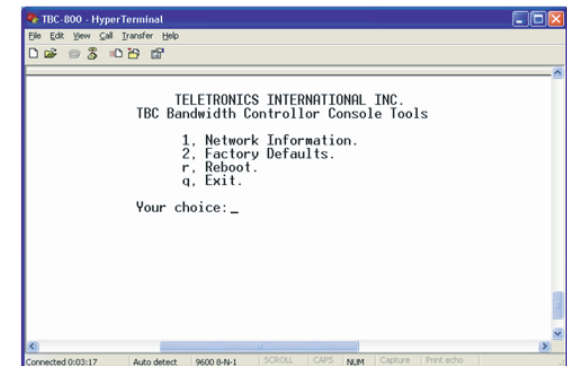 TBC-800 - HyperTerminal
File Edit View Call Transfer Help
TELETRONICS INTERNATIONAL INC.
TBC Bandwidth Controllor Console Tools
1, Network Information.
2, Factory Defaults.
r, Reboot.
q, Exit.
Your choice:_
Connected 0:03:17 Auto detect 9600 8-N-1 SCROLL CAPS NUM Capture Print echo